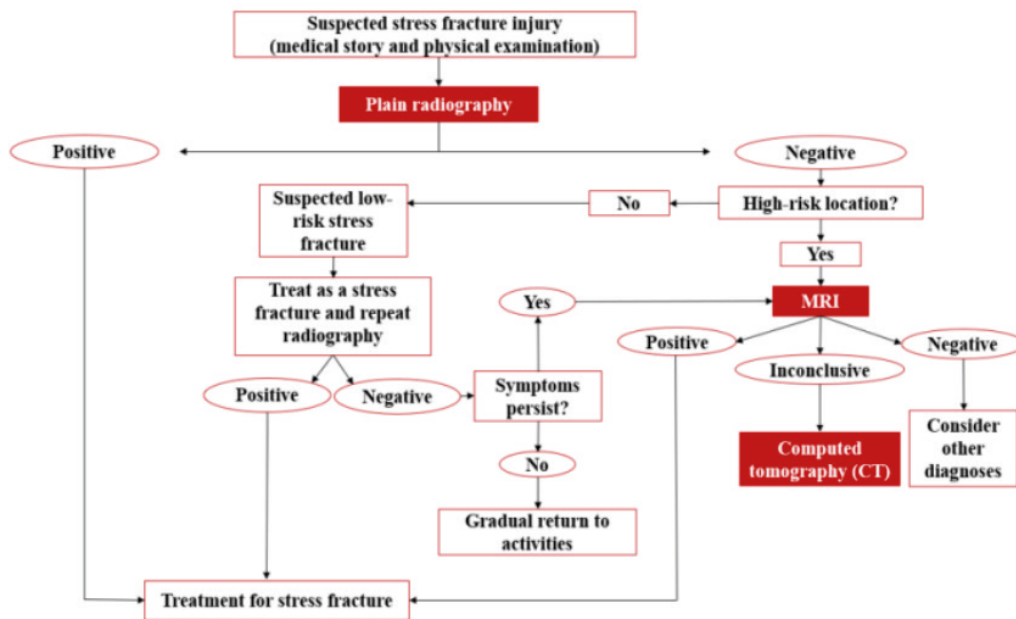 Suspected stress fracture injury
(medical story and physical examination)
Plain radiography
Positive
Negative
Suspected low-
risk stress
fracture
No
High-risk location?
Yes
Treat as a stress
fracture and repeat
radiography
Yes
MRI
Positive
Inconclusive
Negative
Positive
Negative
Symptoms
persist?
Computed
tomography (CT)
Consider
other
diagnoses
No
Gradual return to
activities
Treatment for stress fracture